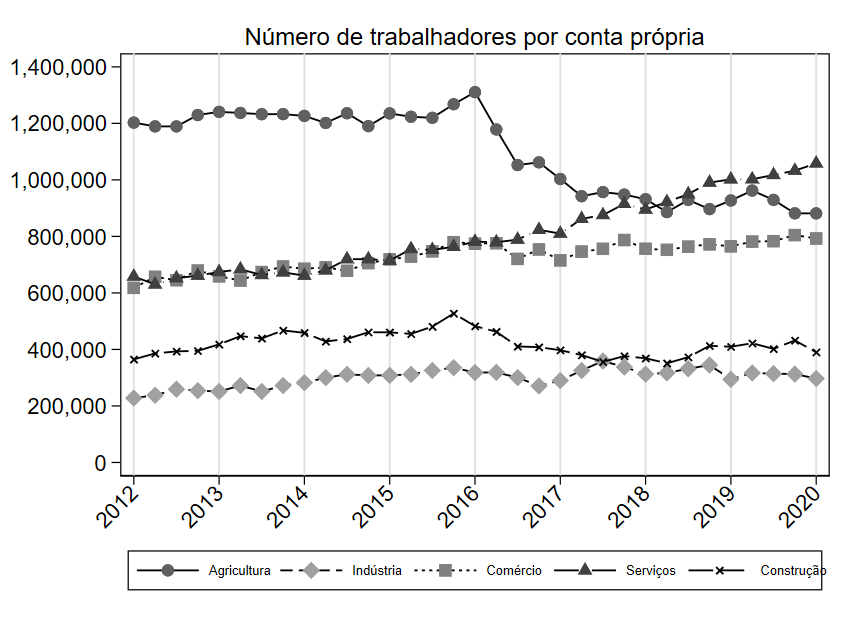 Número de trabalhadores por conta própria
1,400,000
1,200,000
1,000,000
800,000
600,000
400,000
200,000
0
2012 2013 2014 2015 2016 2017 2018 2019 2020
Agricultura Indústria Comércio Serviços Construção